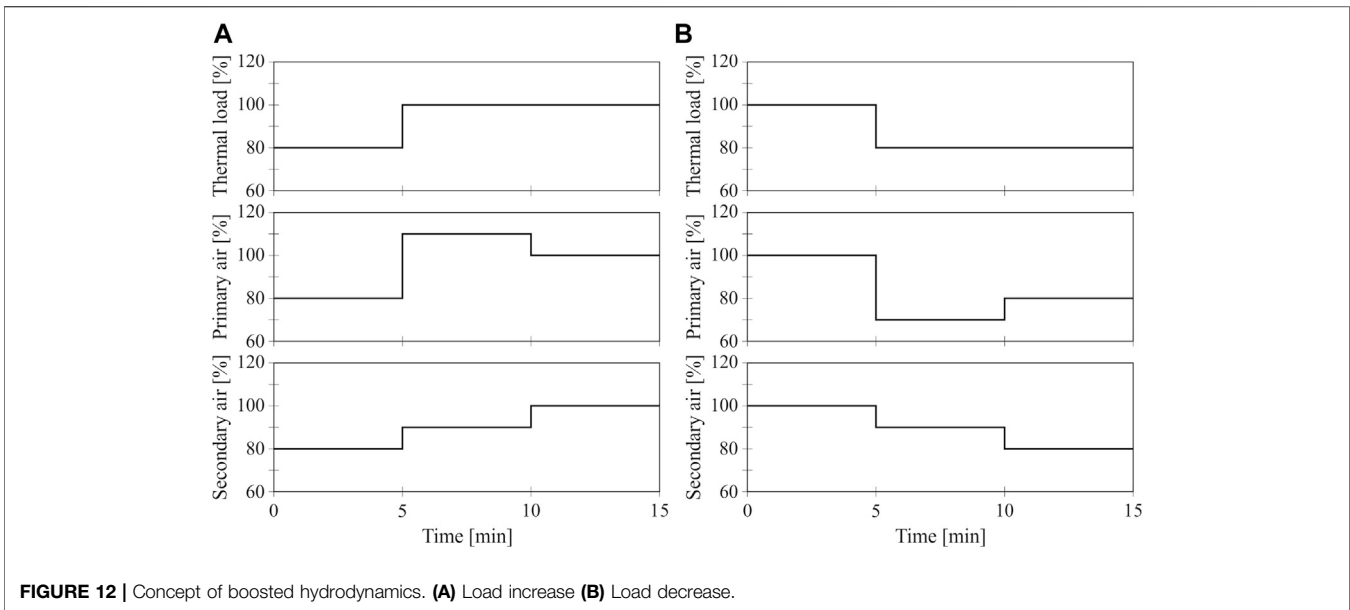 A
B
120
100
80
60
Thermal load [%]
120
100
80
60
Thermal load [%]
120
100
80
60
Primary air [%]
120
100
80
60
Primary air [%]
120
100
80
60
Secondary air [%]
0
5
10
15
Time [min]
120
100
80
60
Secondary air [%]
0
5
10
15
Time [min]
FIGURE 12 | Concept of boosted hydrodynamics. (A) Load increase (B) Load decrease.